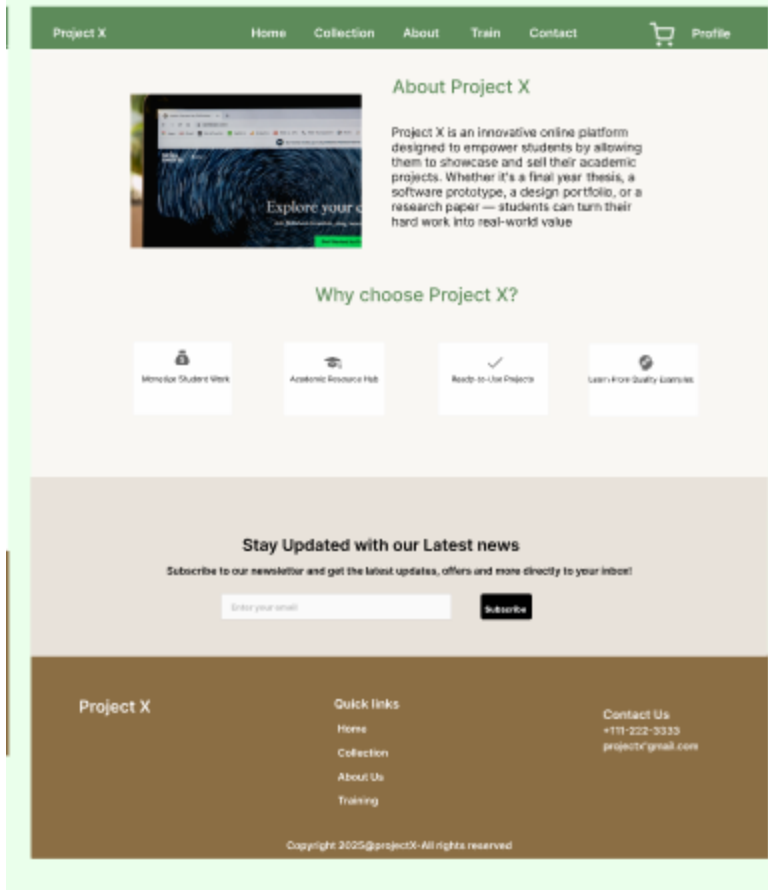 Project X
Home Collection About Train Contact
Profile
About Project X
Explore your c
Project X is an innovative online platform
designed to empower students by allowing
them to showcase and sell their academic
projects. Whether it's a final year thesis, a
software prototype, a design portfolio, or a
research paper — students can turn their
hard work into real-world value
Why choose Project X?
Monetize Student Work
Academic Resource Hub
Ready-to-Use Projects
Learn From Quality Examples
Stay Updated with our Latest news
Subscribe to our newsletter and get the latest updates, offers and more directly to your inbox!
Enter your email
Subscribe
Project X
Quick links
Home
Collection
About Us
Training
Contact Us
+111-222-3333
projectx'gmail.com
Copyright 2025@projectX-All rights reserved